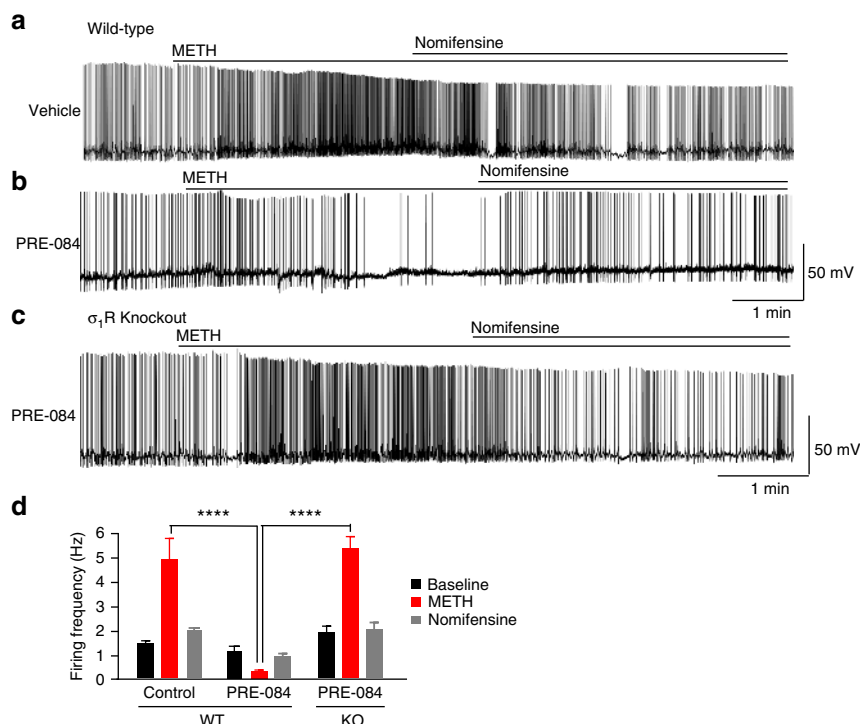 a
Wild-type
METH
Nomifensine
Vehicle
b
METH
Nomifensine
PRE-084
50 mV
1 min
c
σ1R Knockout
METH
Nomifensine
PRE-084
50 mV
1 min
d
**** ****
Firing frequency (Hz)
6
5
4
3
2
1
0
Baseline
METH
Nomifensine
Control PRE-084 PRE-084
WT KO